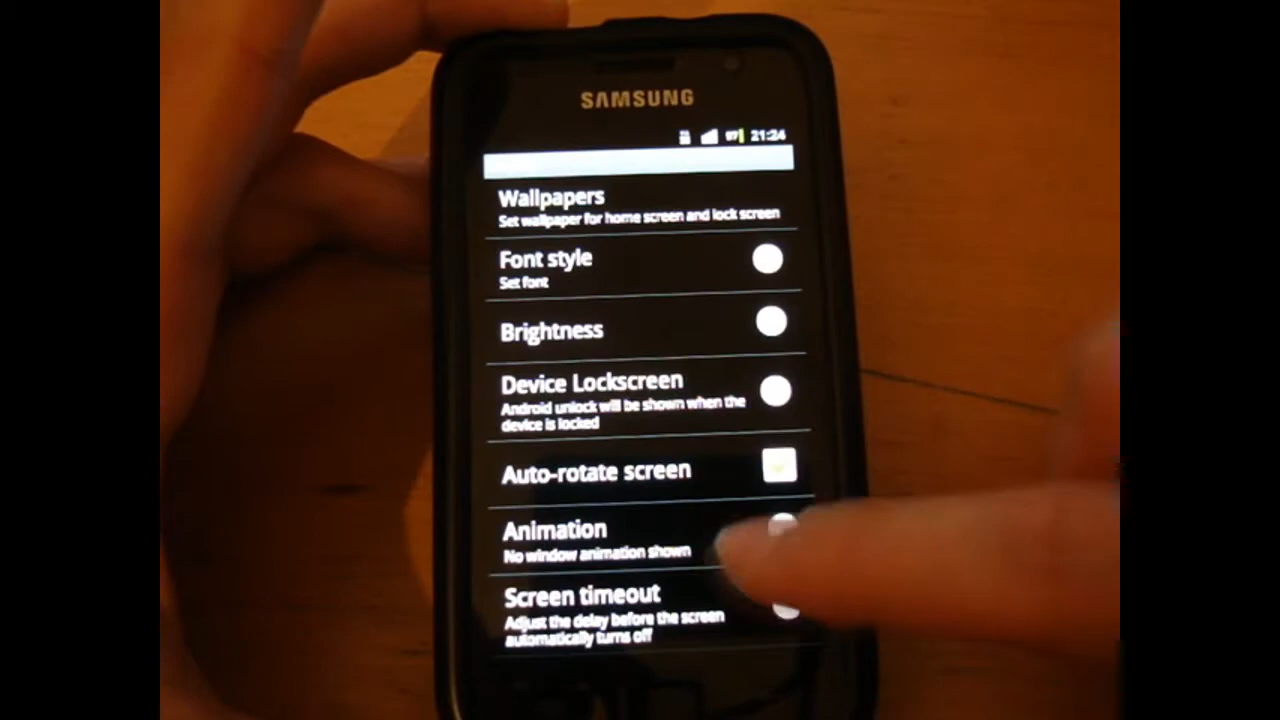 SAMSUNG
97 21:24
Wallpapers
Set wallpaper for home screen and lock screen
Font style
Set font
Brightness
Device Lockscreen
Android unlock will be shown when the
device is locked
Auto-rotate screen
Animation
No window animation shown
Screen timeout
Adjust the delay before the screen
automatically turns off